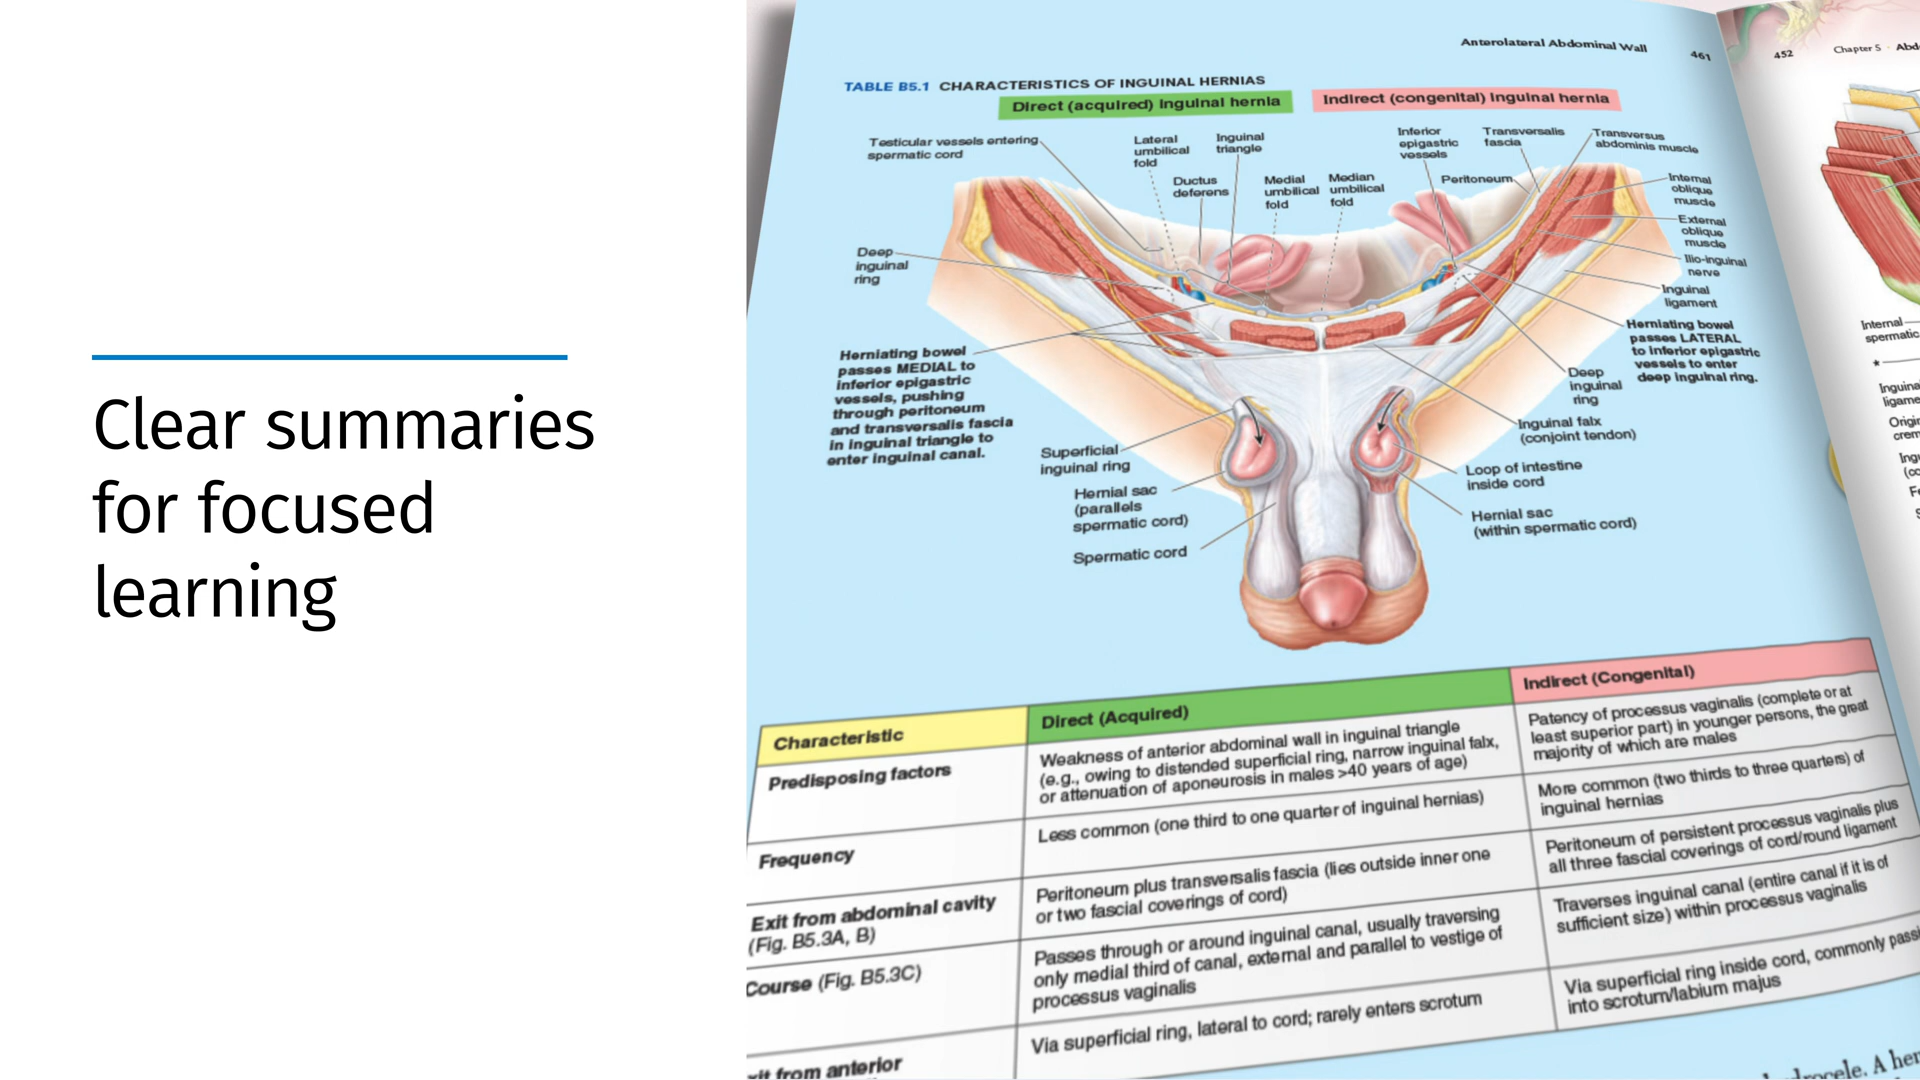 Clear summaries
for focused
learning
Anterolateral Abdominal Wall 461
TABLE B5.1 CHARACTERISTICS OF INGUINAL HERNIAS
Direct (acquired) inguinal hernia
Indirect (congenital) inguinal hernia
Testicular vessels entering
spermatic cord
Lateral
umbilical
fold
Inguinal
triangle
Ductus
deferens
Medial
umbilical
fold
Median
umbilical
fold
Inferior
epigastric
vessels
Transversalis
fascia
Transversus
abdominis muscle
Peritoneum
Internal
oblique
muscle
External
oblique
muscle
Ilio-inguinal
nerve
Inguinal
ligament
Deep
inguinal
ring
Herniating bowel
passes MEDIAL to
inferior epigastric
vessels, pushing
through peritoneum
and transversalis fascia
in inguinal triangle to
enter inguinal canal.
Herniating bowel
passes LATERAL
to inferior epigastric
vessels to enter
deep inguinal ring.
Deep
inguinal
ring
Inguinal falx
(conjoint tendon)
Superficial
inguinal ring
Loop of intestine
inside cord
Hernial sac
(parallels
spermatic cord)
Hernial sac
(within spermatic cord)
Spermatic cord
Characteristic
Direct (Acquired)
Indirect (Congenital)
Predisposing factors
Weakness of anterior abdominal wall in inguinal triangle
(e.g., owing to distended superficial ring, narrow inguinal falx,
or attenuation of aponeurosis in males >40 years of age)
Patency of processus vaginalis (complete or at
least superior part) in younger persons, the great
majority of which are males
Frequency
Less common (one third to one quarter of inguinal hernias)
More common (two thirds to three quarters) of
inguinal hernias
Exit from abdominal cavity
(Fig. B5.3A, B)
Peritoneum plus transversalis fascia (lies outside inner one
or two fascial coverings of cord)
Peritoneum of persistent processus vaginalis plus
all three fascial coverings of cord/round ligament
Course (Fig. B5.3C)
Passes through or around inguinal canal, usually traversing
only medial third of canal, external and parallel to vestige of
processus vaginalis
Traverses inguinal canal (entire canal if it is of
sufficient size) within processus vaginalis
from anterior
Via superficial ring, lateral to cord; rarely enters scrotum
Via superficial ring inside cord, commonly
into scrotum/labium majus
A
452 Chapter 5
Internal
spermatic
*